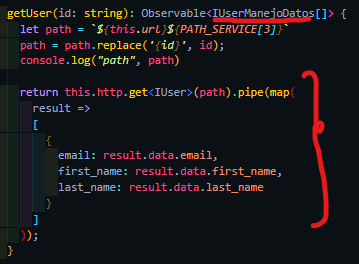 getUser(id: string): Observable<IUserManejoDatos[]> {
let path = `${this.url}${PATH_SERVICE[3]}`
path = path.replace('{id}', id);
console.log("path", path)
return this.http.get<IUser>(path).pipe(map(
result =>
[
{
email: result.data.email,
first_name: result.data.first_name,
last_name: result.data.last_name
}
]
));
}